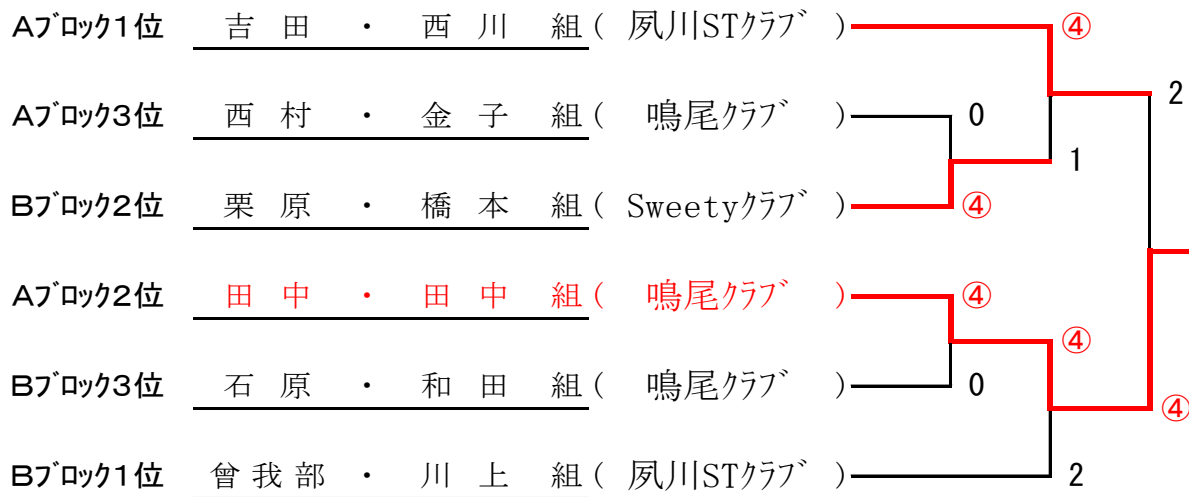 Aﾌﾞﾛｯｸ1位 吉田 ・ 西川 組 ( 夙川STｸﾗﾌﾞ ) ④
2
Aﾌﾞﾛｯｸ3位 西村 ・ 金子 組 ( 鳴尾ｸﾗﾌﾞ ) 0
1
Bﾌﾞﾛｯｸ2位 栗原 ・ 橋本 組 ( Sweetyｸﾗﾌﾞ ) ④
Aﾌﾞﾛｯｸ2位 田中 ・ 田中 組 ( 鳴尾ｸﾗﾌﾞ ) ④
④
Bﾌﾞﾛｯｸ3位 石原 ・ 和田 組 ( 鳴尾ｸﾗﾌﾞ ) 0
④
Bﾌﾞﾛｯｸ1位 曾我部 ・ 川上 組 ( 夙川STｸﾗﾌﾞ ) 2